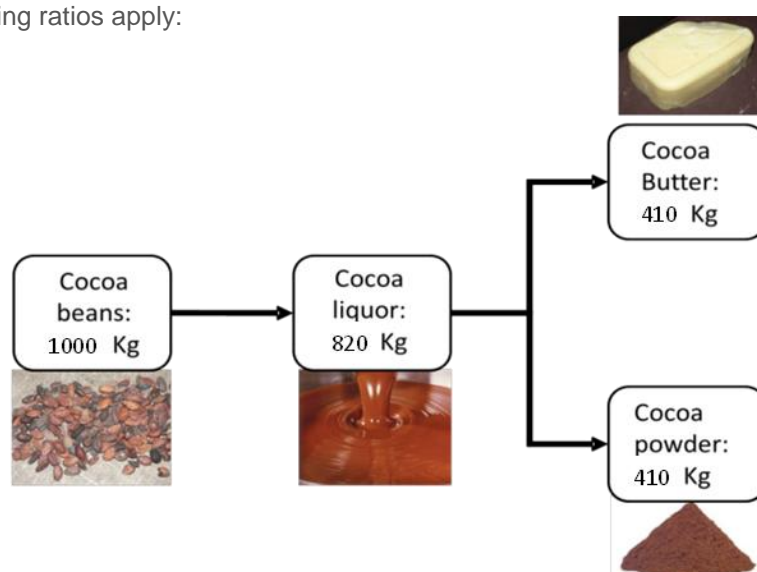 ing ratios apply:
Cocoa
beans:
1000 Kg
Cocoa
liquor:
820 Kg
Cocoa
Butter:
410 Kg
Cocoa
powder:
410 Kg